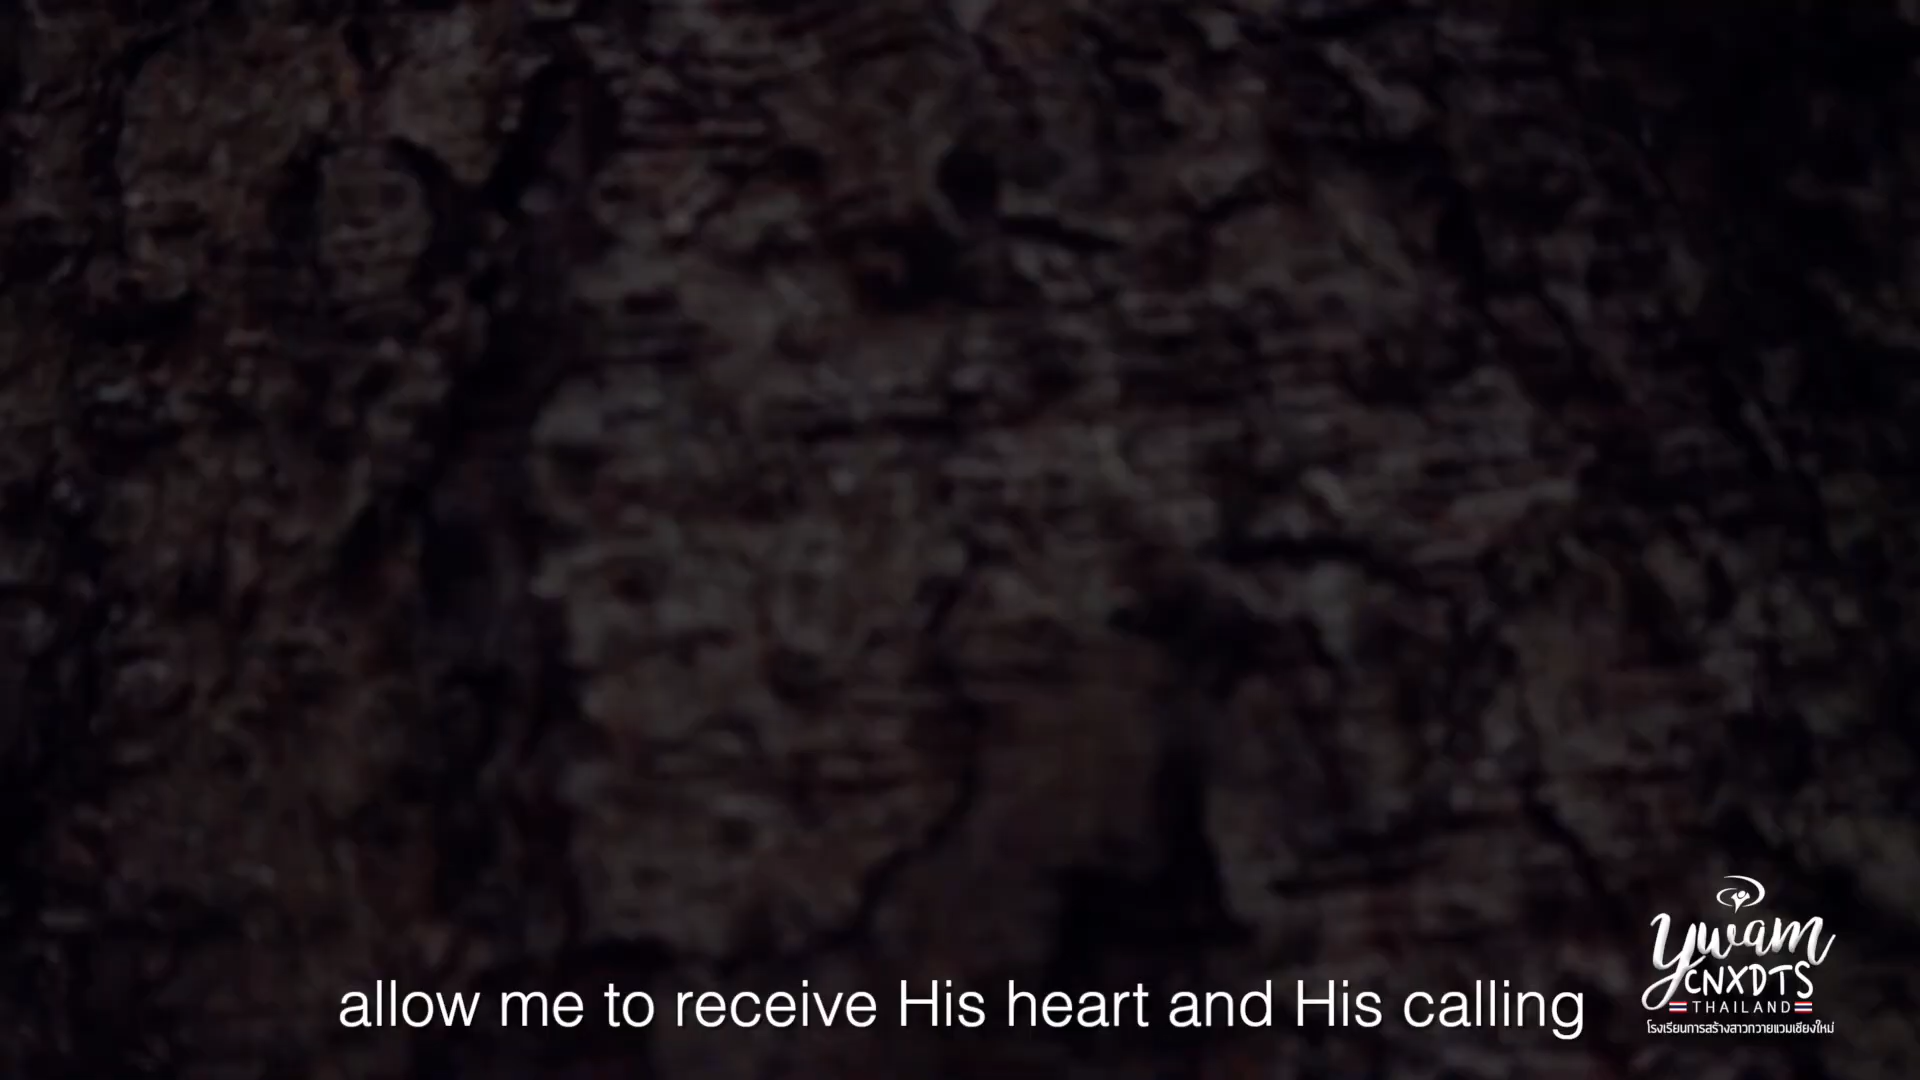 allow me to receive His heart and His calling
Ywam
CNXDTS
THAILAND
โรงเรียนการสร้างสาวกวายแวมเชียงใหม่